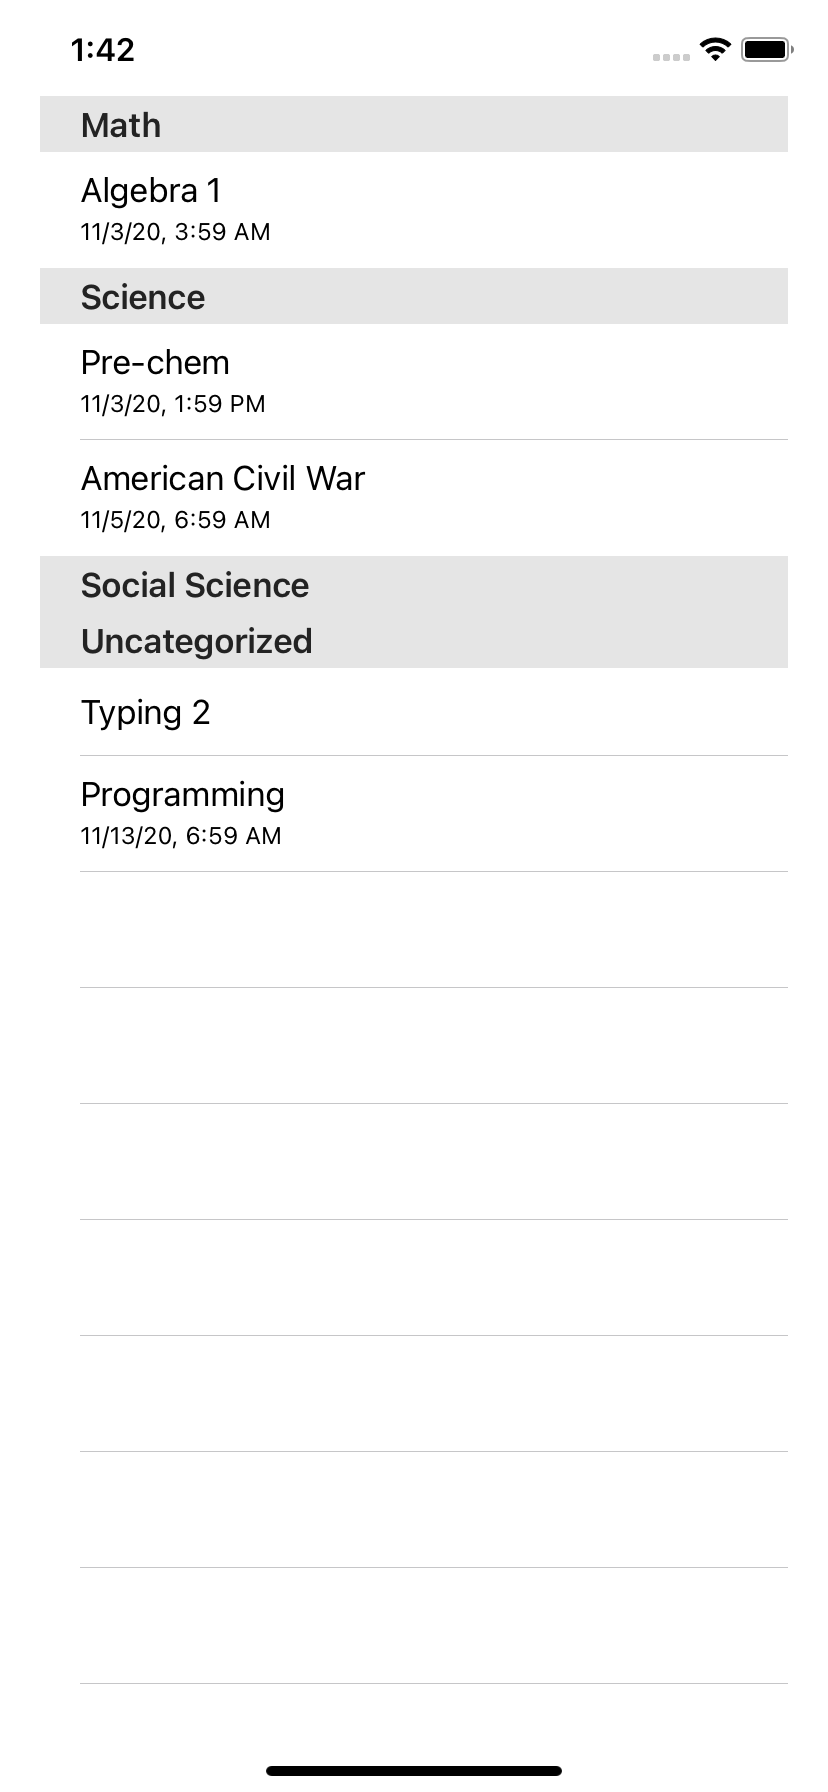 1:42
Math
Algebra 1
11/3/20, 3:59 AM
Science
Pre-chem
11/3/20, 1:59 PM
American Civil War
11/5/20, 6:59 AM
Social Science
Uncategorized
Typing 2
Programming
11/13/20, 6:59 AM